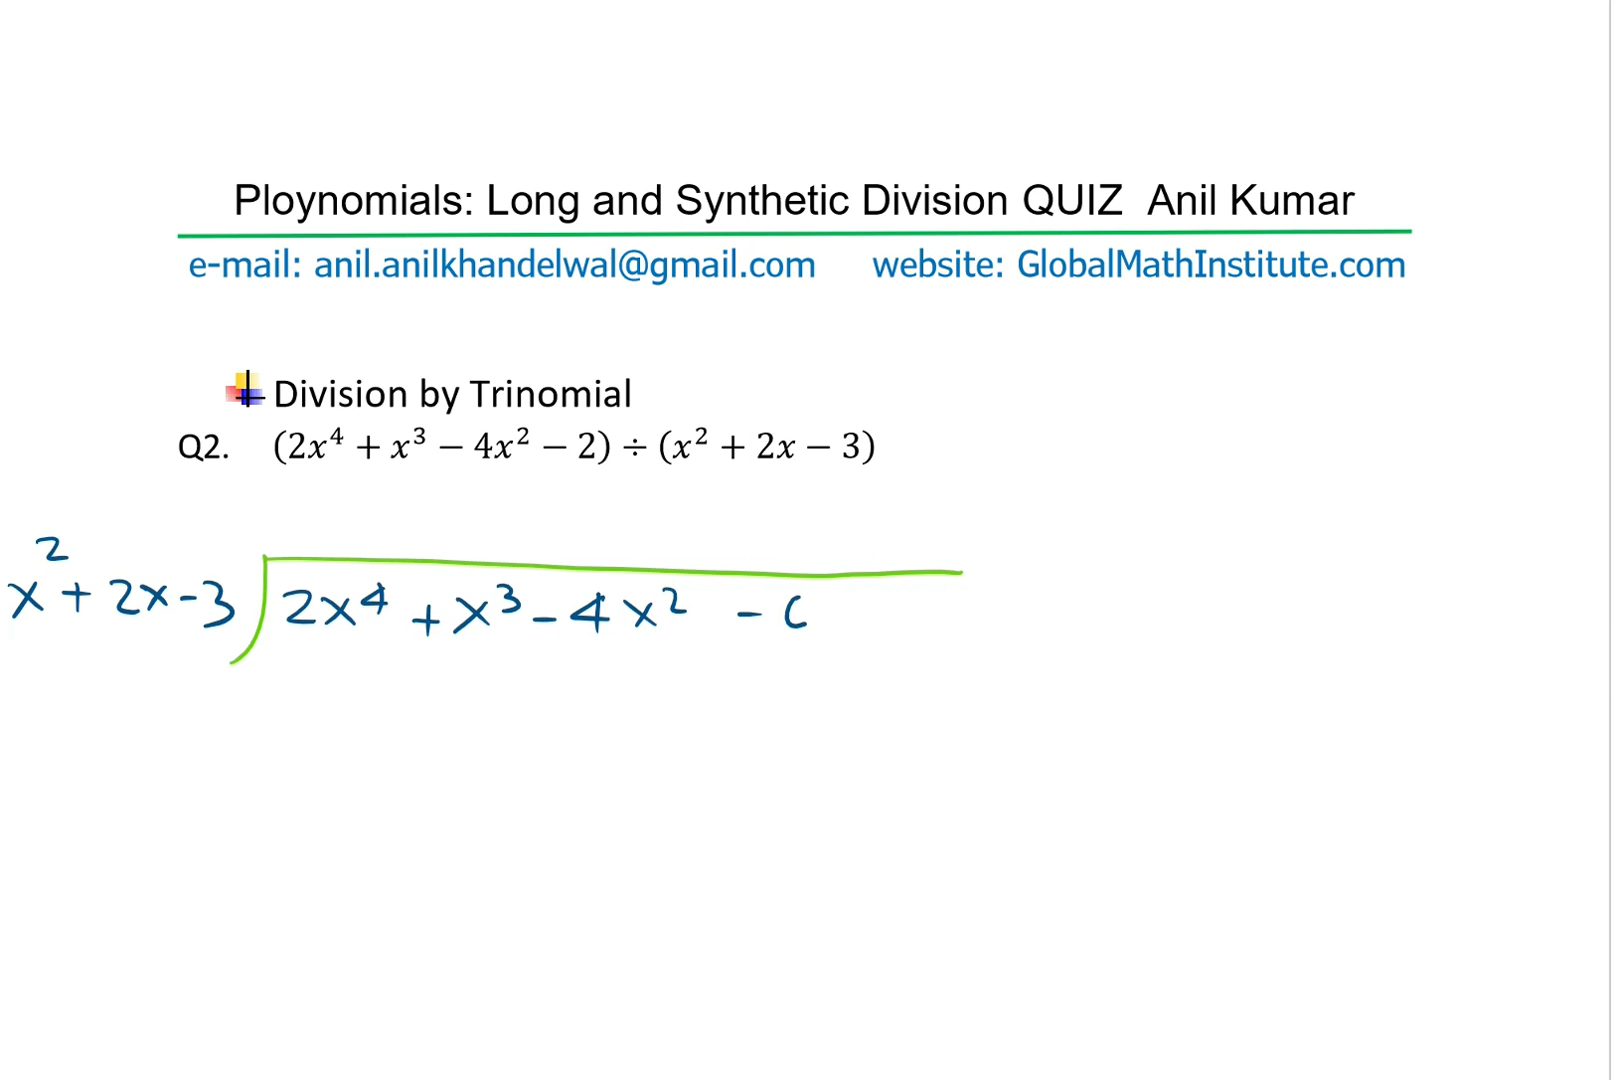 Ploynomials: Long and Synthetic Division QUIZ Anil Kumar
e-mail: anil.anilkhandelwal@gmail.com website: GlobalMathInstitute.com
Division by Trinomial
Q2. (2x⁴ + x³ − 4x² − 2) ÷ (x² + 2x − 3)
x² + 2x - 3 2x⁴ + x³ - 4x² -